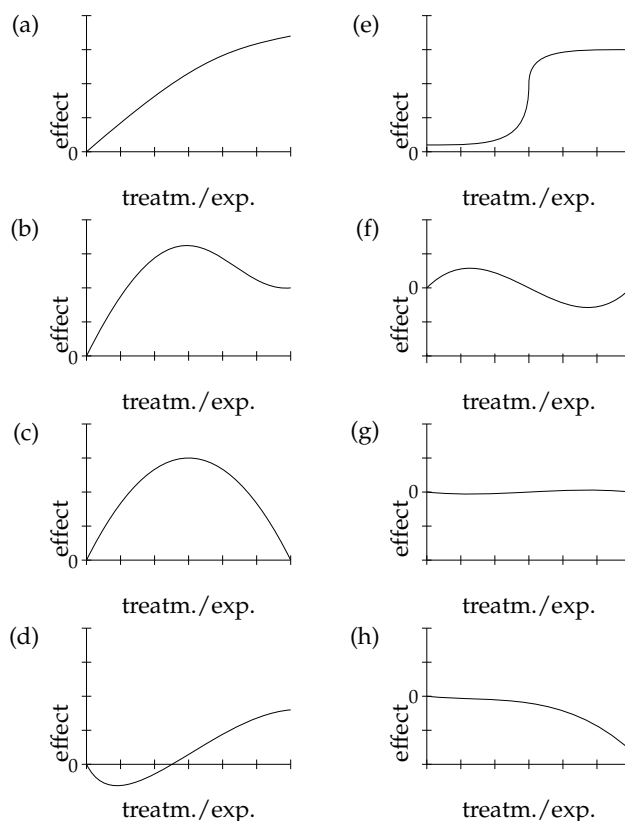 (a)
effect
0
treatm./exp.
(b)
effect
0
treatm./exp.
(c)
effect
0
treatm./exp.
(d)
effect
0
treatm./exp.
(e)
effect
0
treatm./exp.
(f)
effect
0
treatm./exp.
(g)
effect
0
treatm./exp.
(h)
effect
0
treatm./exp.